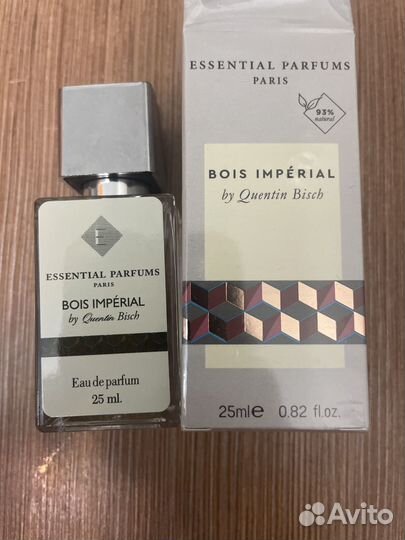 ESSENTIAL PARFUMS
PARIS
93%
natural
BOIS IMPÉRIAL
by Quentin Bisch
25ml℮ 0.82 fl.oz.
E
ESSENTIAL PARFUMS
PARIS
BOIS IMPÉRIAL
by Quentin Bisch
Eau de parfum
25 ml.
Avito